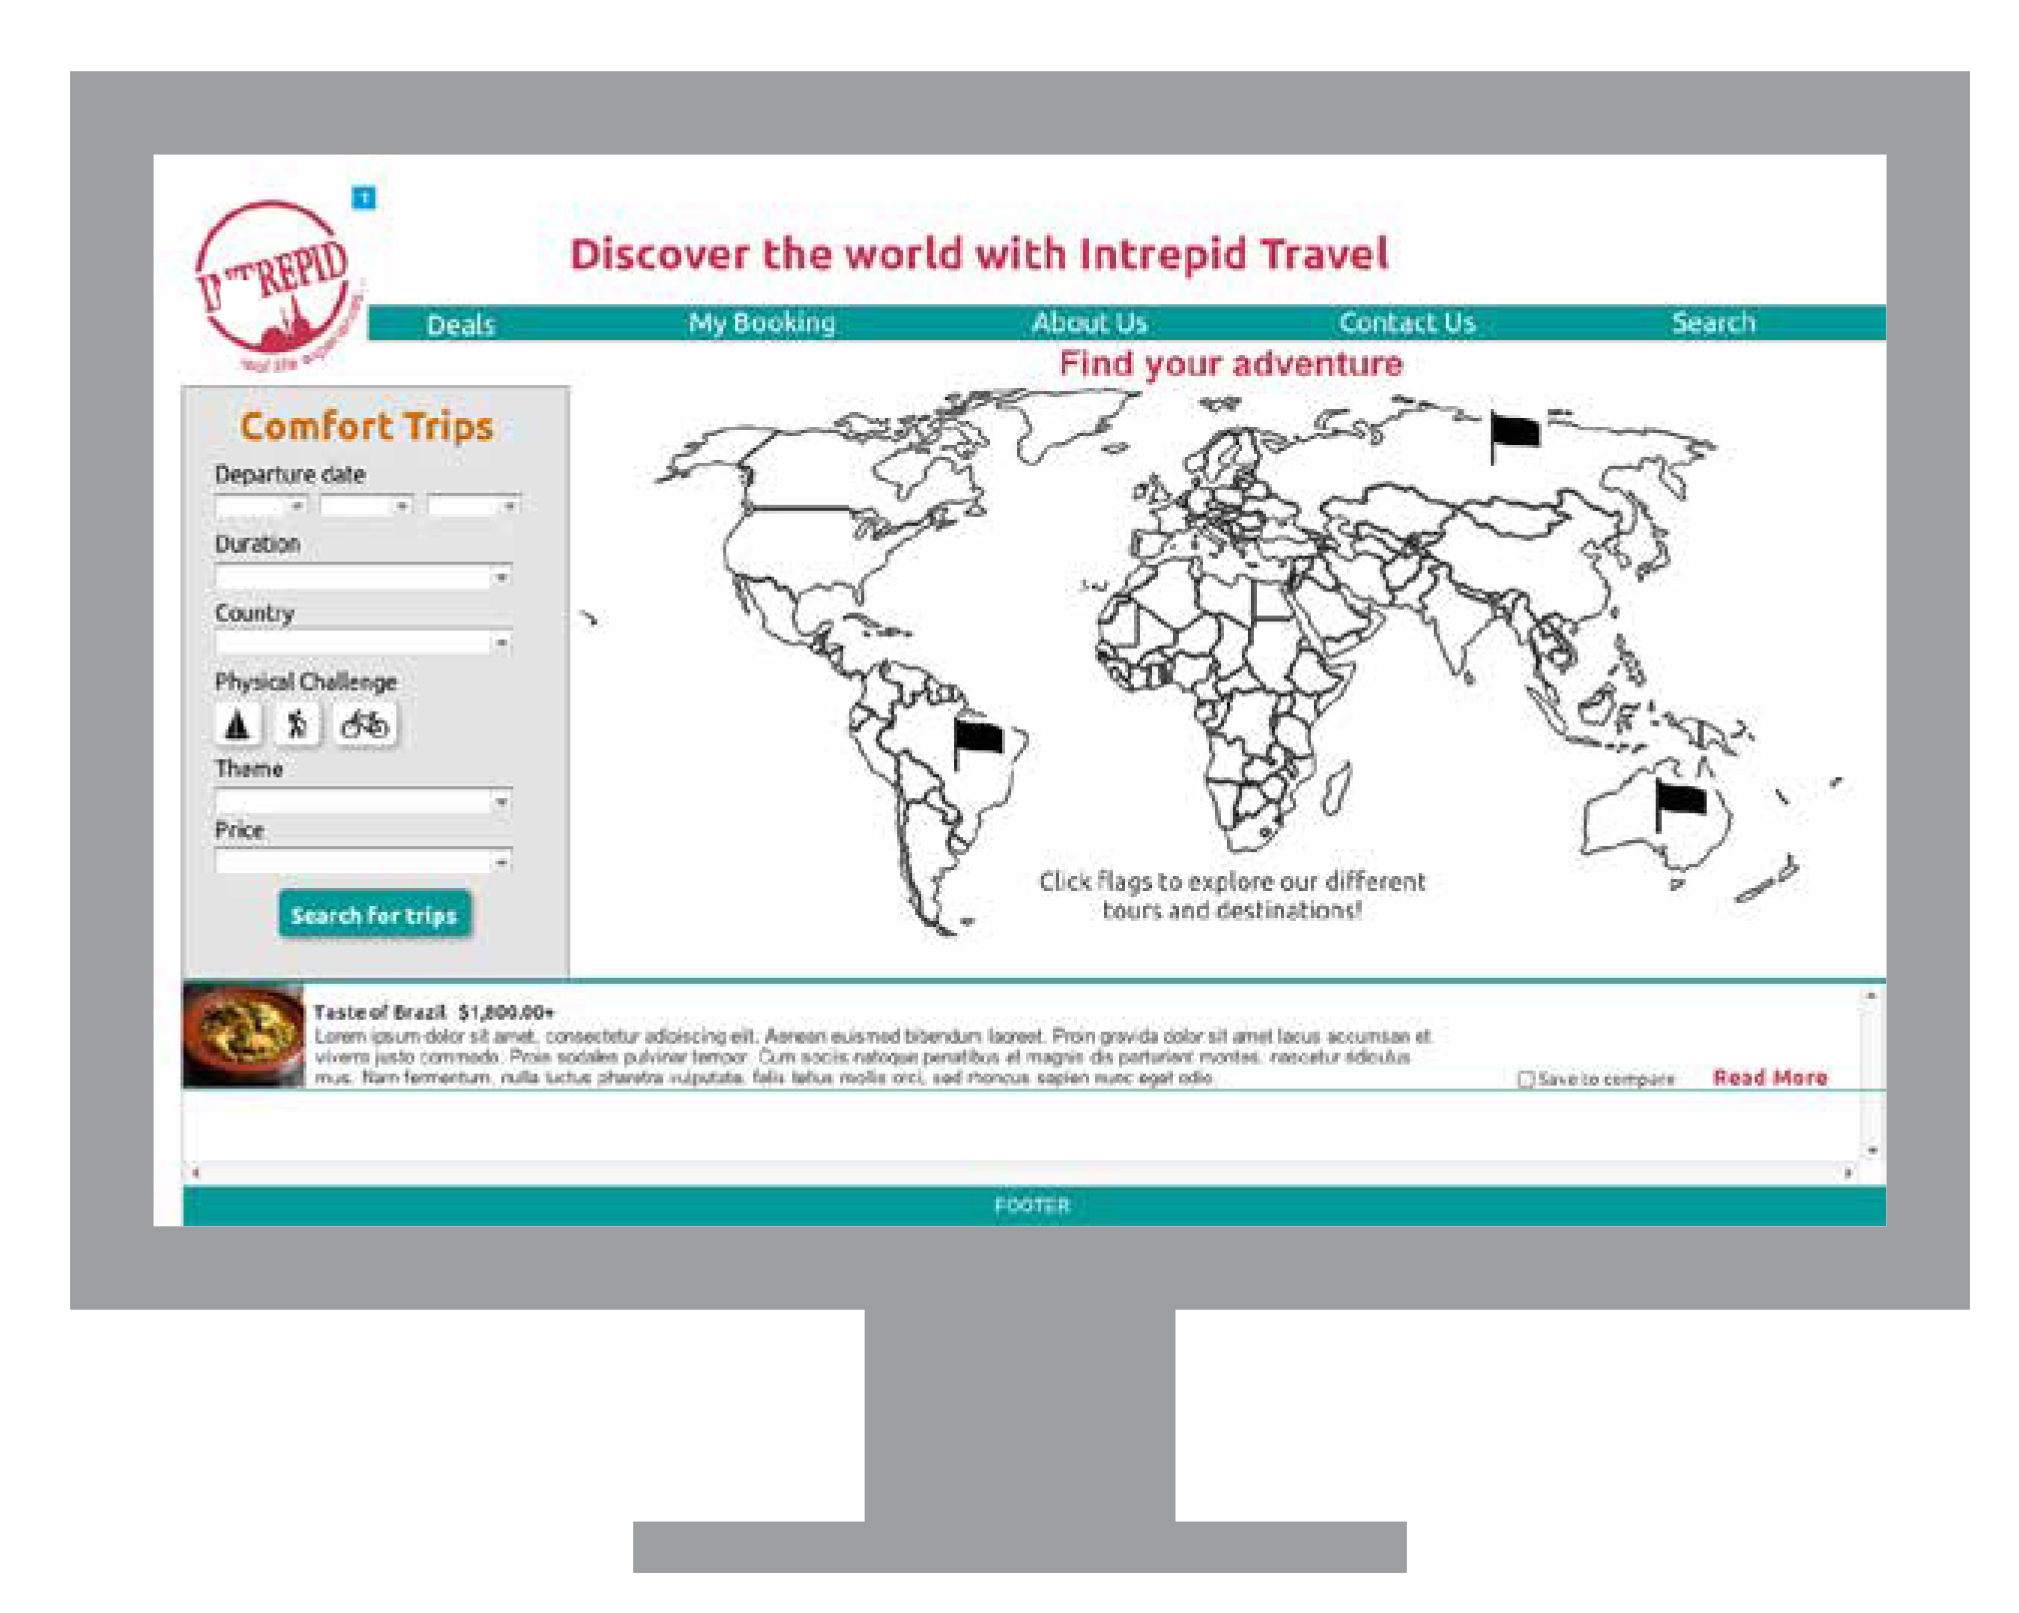 1
INTREPID
Discover the world with Intrepid Travel
Deals My Booking About Us Contact Us Search
Find your adventure
Comfort Trips
Departure date
Duration
Country
Physical Challenge
Theme
Price
Search for trips
Click flags to explore our different
tours and destinations!
Taste of Brazil $1,800.00+
Lorem ipsum dolor sit amet, consectetur adipiscing elit. Aenean euismod bibendum laoreet. Proin gravida dolor sit amet lacus accumsan et
viverra justo commodo. Proin sodales pulvinar tempor. Cum sociis natoque penatibus et magnis dis parturient montes, nascetur ridiculus
mus. Nam fermentum, nulla luctus pharetra vulputate, felis tellus mollis orci, sed rhoncus sapien nunc eget odio.
Save to compare Read More
FOOTER